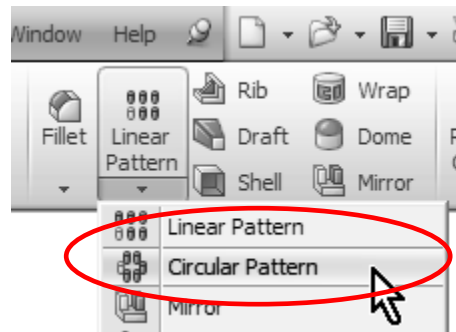 Window Help
Fillet
Linear
Pattern
Rib
Draft
Shell
Wrap
Dome
Mirror
Linear Pattern
Circular Pattern
Mirror